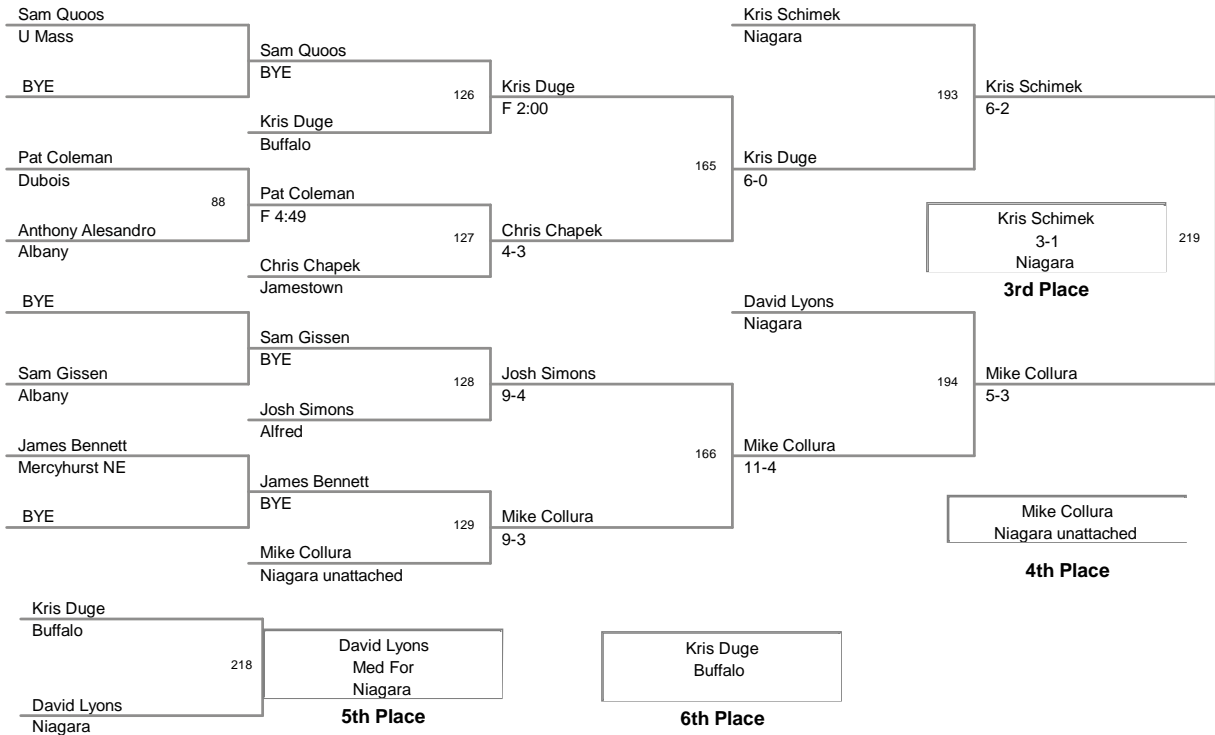 Sam Quoos
U Mass
BYE
Sam Quoos
BYE
126
Kris Duge
Buffalo
Kris Duge
F 2:00
Pat Coleman
Dubois
88
Anthony Alesandro
Albany
Pat Coleman
F 4:49
127
Chris Chapek
Jamestown
Chris Chapek
4-3
165
Kris Duge
6-0
Kris Schimek
Niagara
193
Kris Schimek
6-2
BYE
Sam Gissen
Albany
Sam Gissen
BYE
128
Josh Simons
Alfred
Josh Simons
9-4
James Bennett
Mercyhurst NE
BYE
James Bennett
BYE
129
Mike Collura
Niagara unattached
Mike Collura
9-3
166
Mike Collura
11-4
David Lyons
Niagara
194
Mike Collura
5-3
219
Kris Schimek
3-1
Niagara
3rd Place
Mike Collura
Niagara unattached
4th Place
Kris Duge
Buffalo
218
David Lyons
Niagara
David Lyons
Med For
Niagara
5th Place
Kris Duge
Buffalo
6th Place